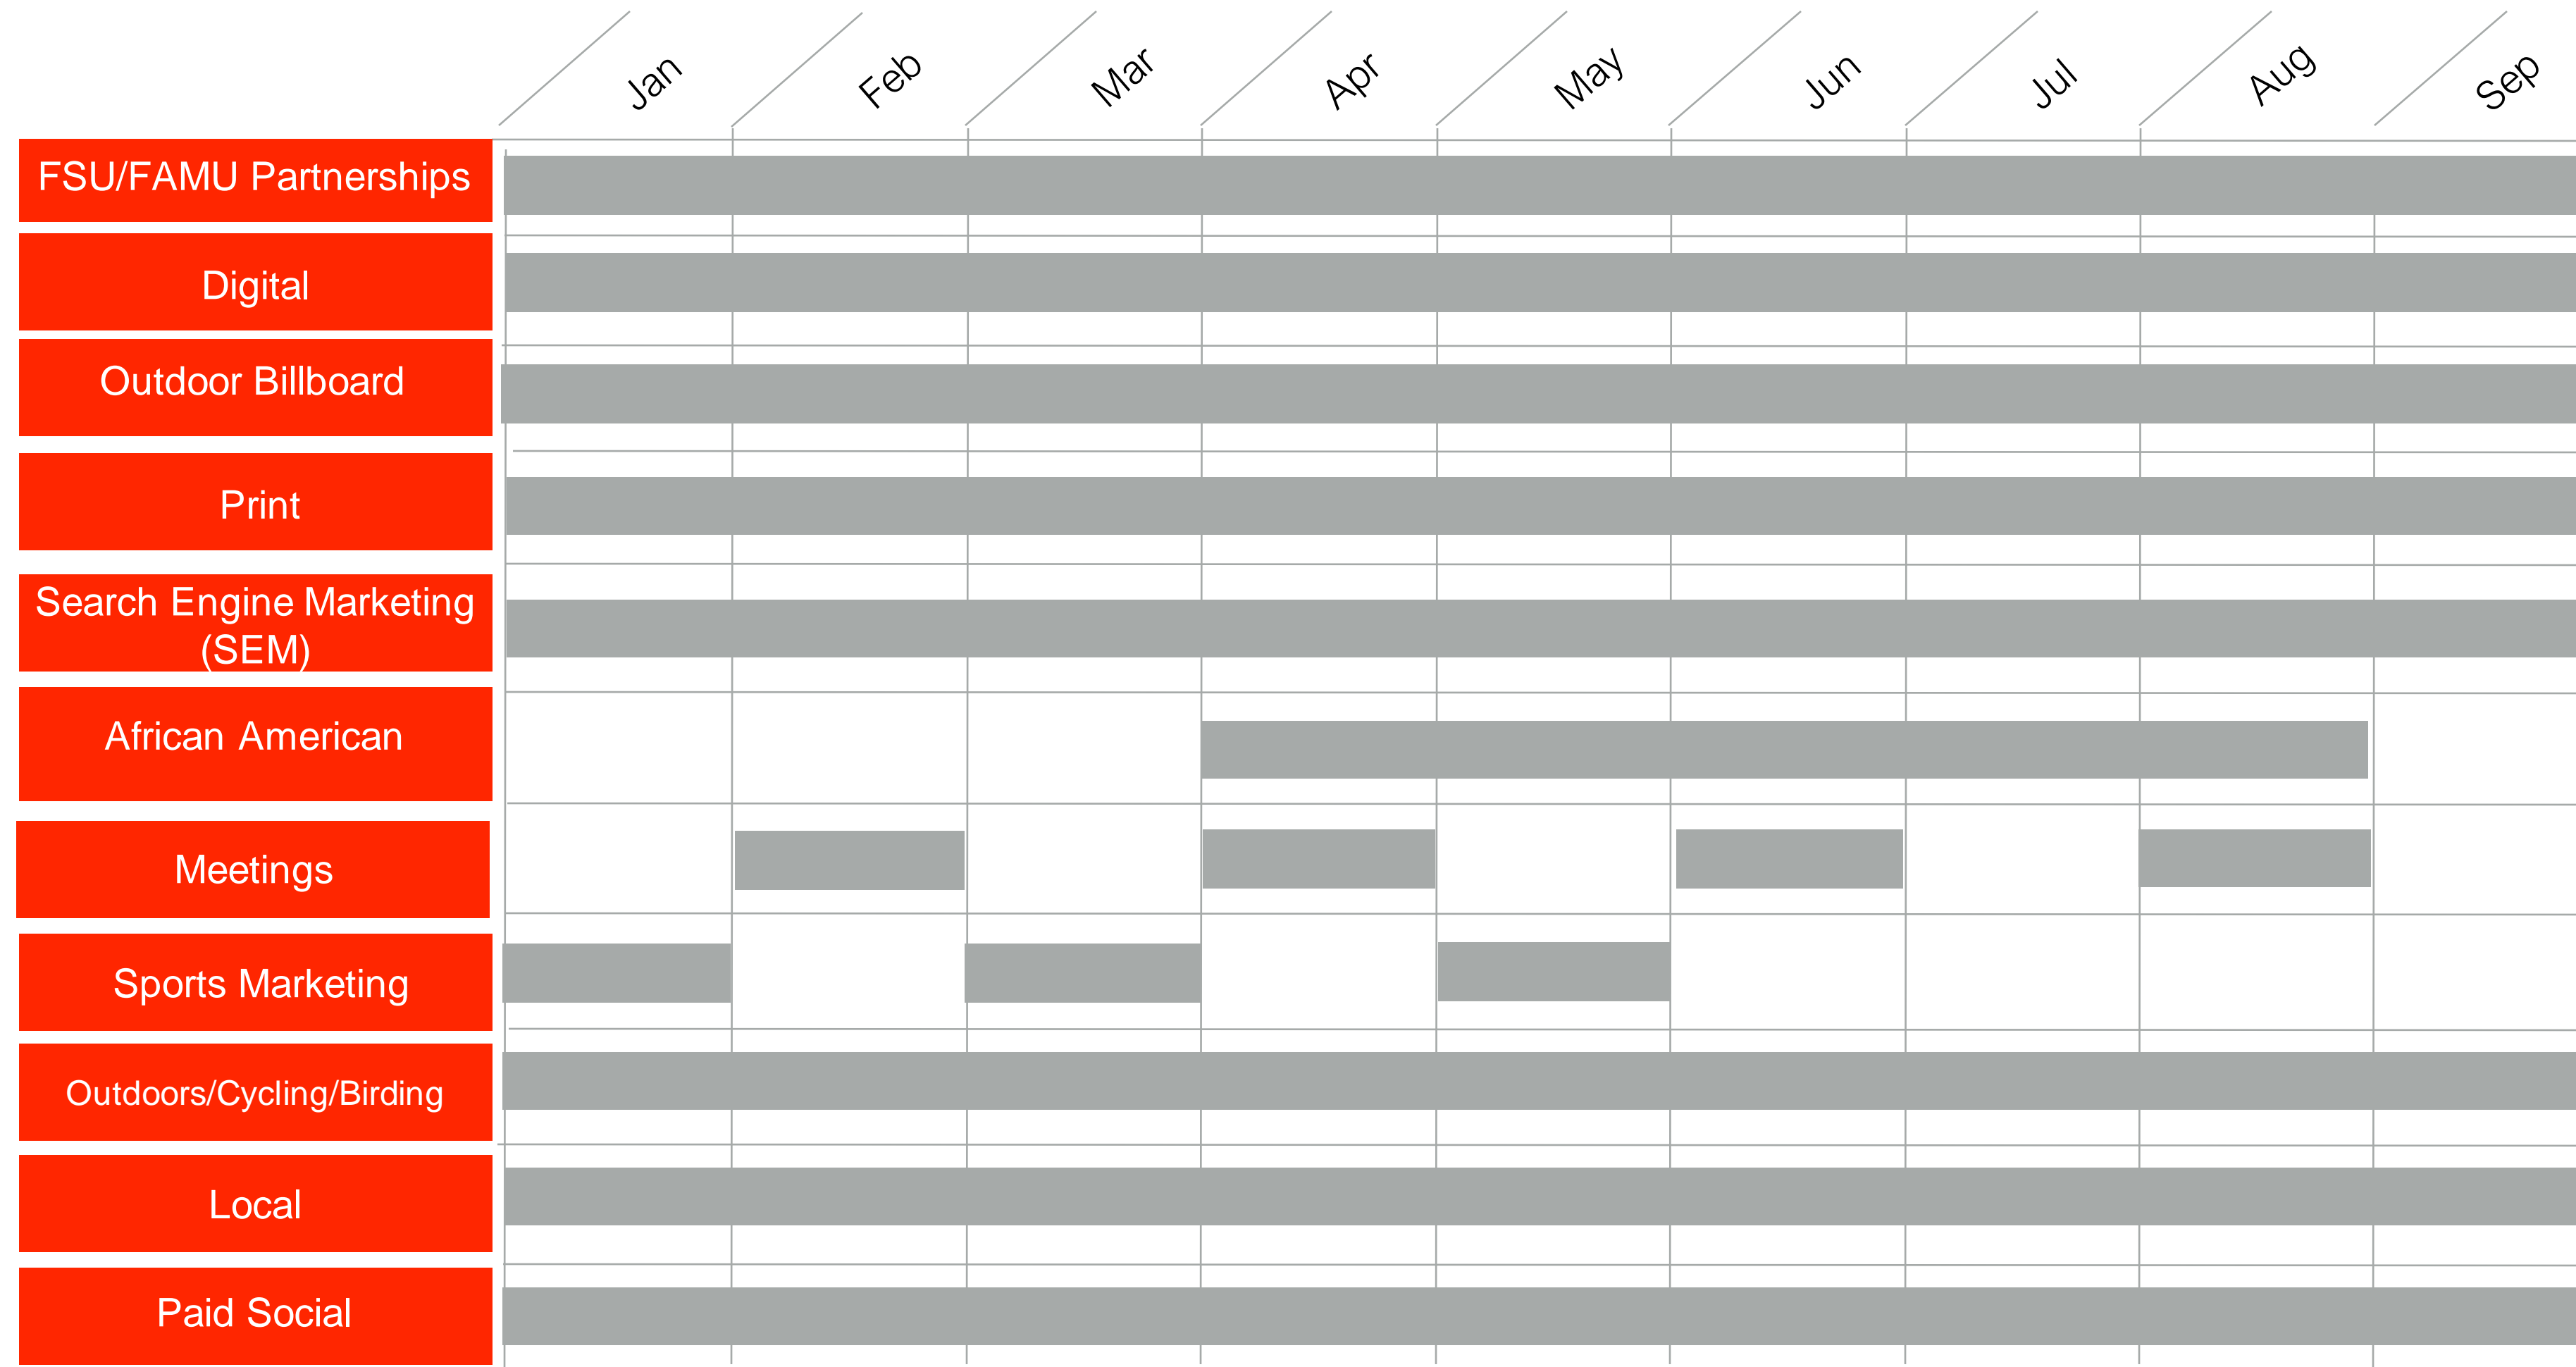 Jan Feb Mar Apr May Jun Jul Aug Sep
FSU/FAMU Partnerships
Digital
Outdoor Billboard
Print
Search Engine Marketing
(SEM)
African American
Meetings
Sports Marketing
Outdoors/Cycling/Birding
Local
Paid Social